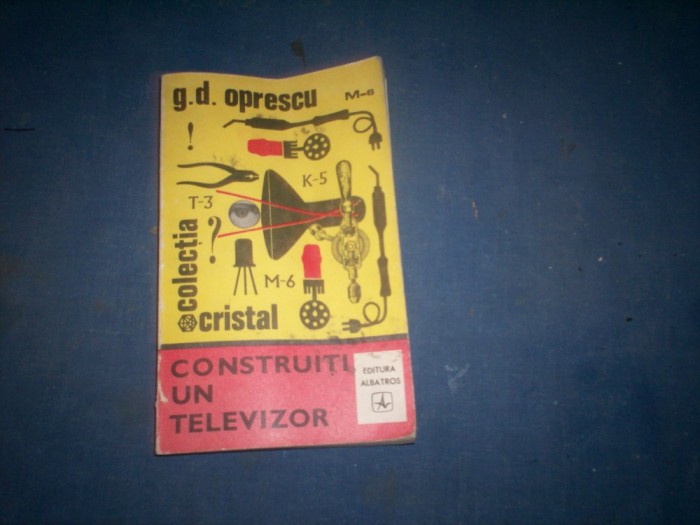 g.d. oprescu
M-6
!
K-5
T-3
?
M-6
colecția
cristal
CONSTRUIȚI
UN
TELEVIZOR
EDITURA
ALBATROS